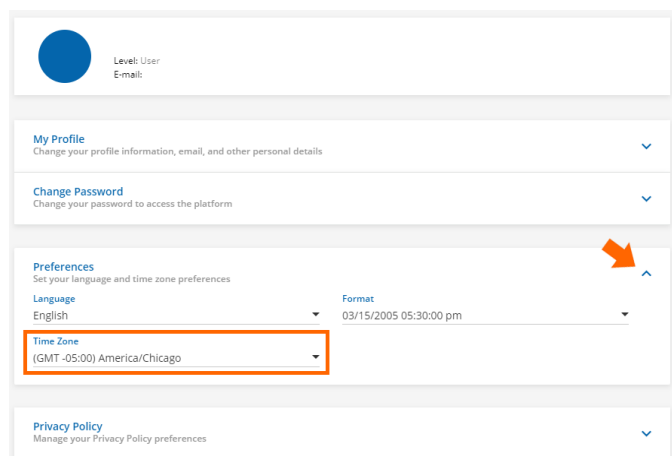 Level: User
E-mail:
My Profile
Change your profile information, email, and other personal details
Change Password
Change your password to access the platform
Preferences
Set your language and time zone preferences
Language
Format
English
03/15/2005 05:30:00 pm
Time Zone
(GMT -05:00) America/Chicago
Privacy Policy
Manage your Privacy Policy preferences